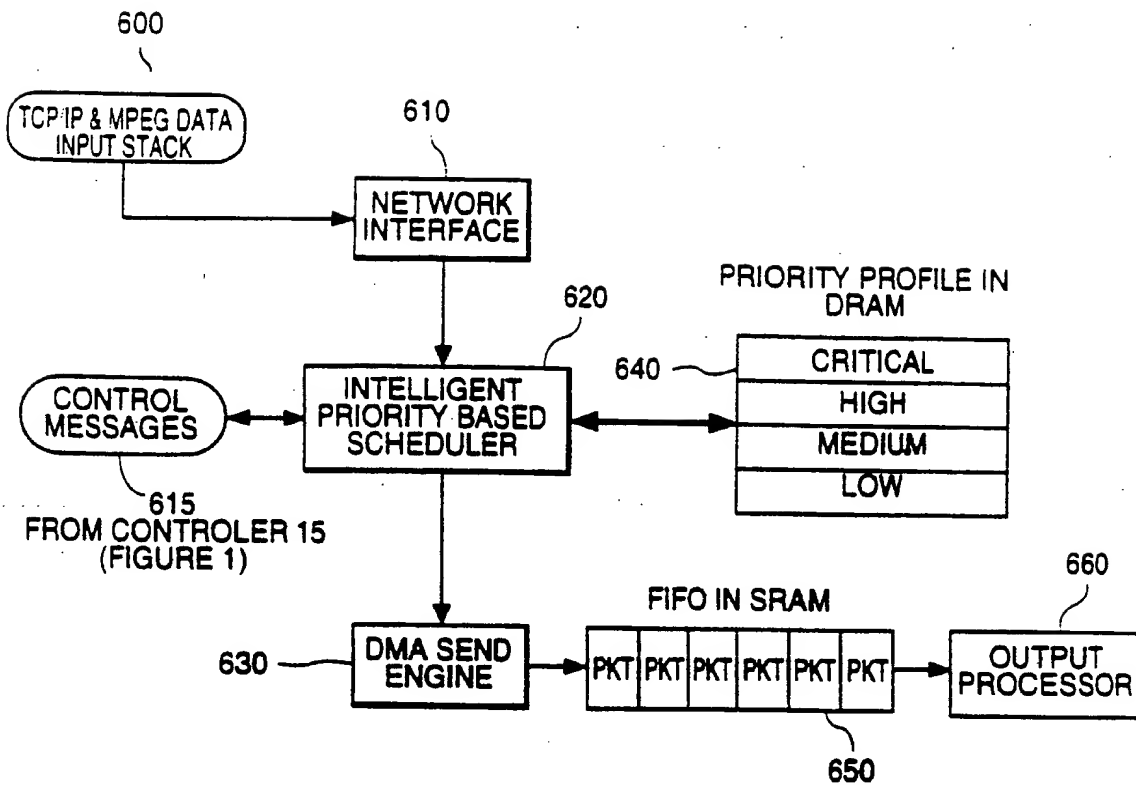 600
TCP/IP & MPEG DATA
INPUT STACK
610
NETWORK
INTERFACE
PRIORITY PROFILE IN
DRAM
620
640
CRITICAL
HIGH
MEDIUM
LOW
CONTROL
MESSAGES
INTELLIGENT
PRIORITY BASED
SCHEDULER
615
FROM CONTROLER 15
(FIGURE 1)
FIFO IN SRAM
660
630
DMA SEND
ENGINE
PKT PKT PKT PKT PKT PKT
OUTPUT
PROCESSOR
650